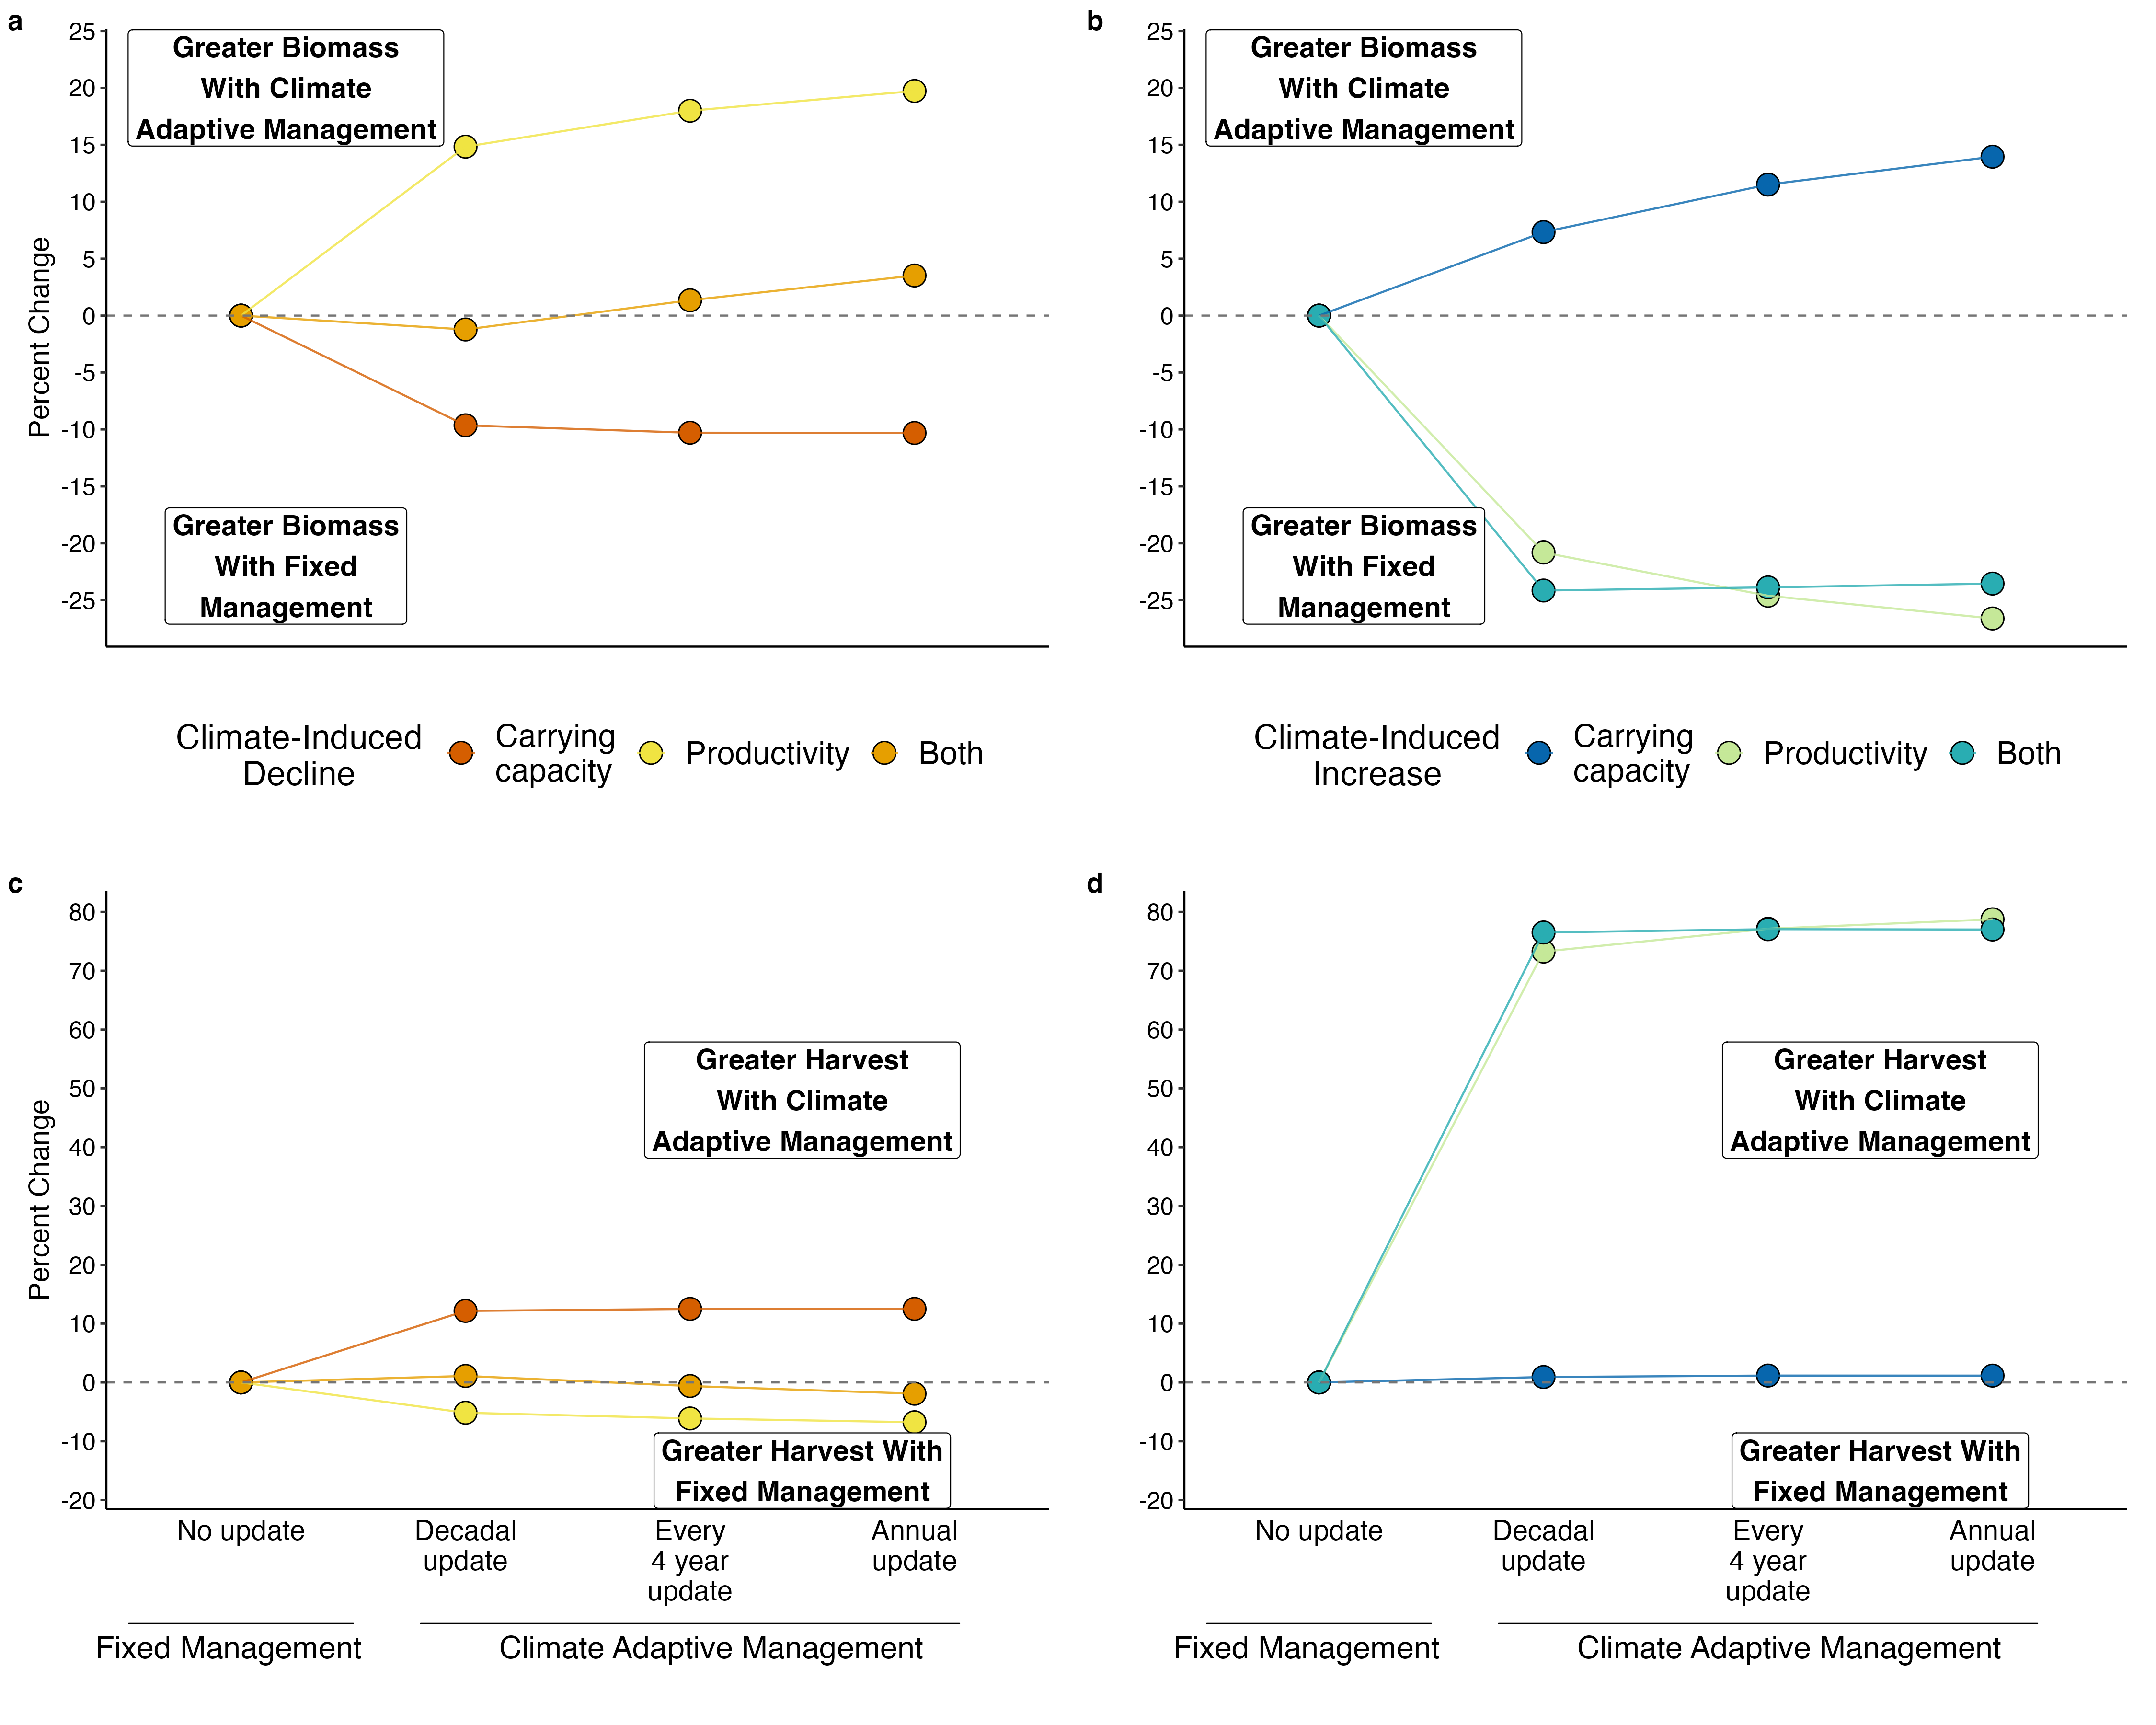 a
25
20
15
10
5
0
-5
-10
-15
-20
-25
Percent Change
Greater Biomass
With Climate
Adaptive Management
Greater Biomass
With Fixed
Management
Climate-Induced
Decline
Carrying
capacity
Productivity
Both
b
25
20
15
10
5
0
-5
-10
-15
-20
-25
Greater Biomass
With Climate
Adaptive Management
Greater Biomass
With Fixed
Management
Climate-Induced
Increase
Carrying
capacity
Productivity
Both
c
80
70
60
50
40
30
20
10
0
-10
-20
Percent Change
Greater Harvest
With Climate
Adaptive Management
Greater Harvest With
Fixed Management
No update
Decadal
update
Every
4 year
update
Annual
update
Fixed Management
Climate Adaptive Management
d
80
70
60
50
40
30
20
10
0
-10
-20
Greater Harvest
With Climate
Adaptive Management
Greater Harvest With
Fixed Management
No update
Decadal
update
Every
4 year
update
Annual
update
Fixed Management
Climate Adaptive Management